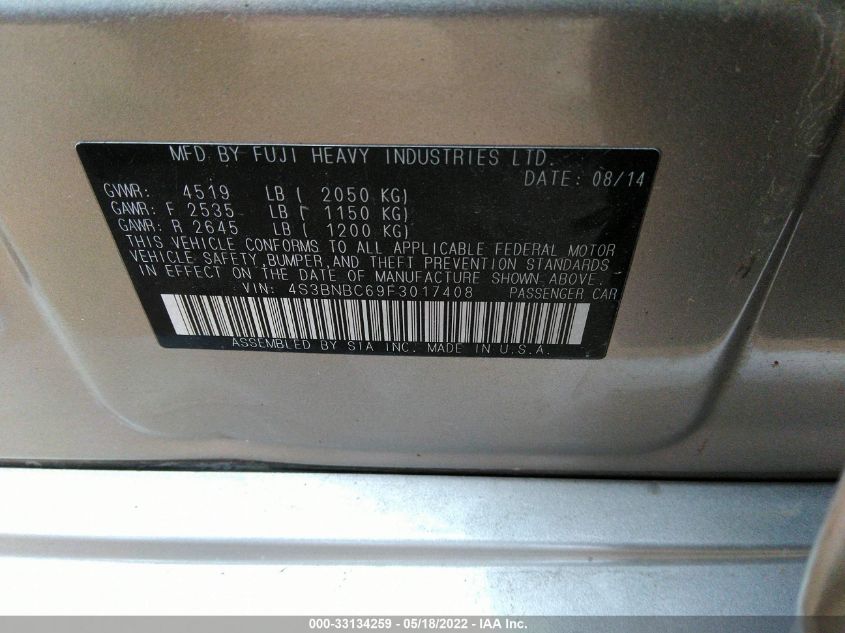 MFD. BY FUJI HEAVY INDUSTRIES LTD.
DATE: 08/14
GVWR: 4519 LB ( 2050 KG)
GAWR: F 2535 LB ( 1150 KG)
GAWR: R 2645 LB ( 1200 KG)
THIS VEHICLE CONFORMS TO ALL APPLICABLE FEDERAL MOTOR
VEHICLE SAFETY, BUMPER, AND THEFT PREVENTION STANDARDS
IN EFFECT ON THE DATE OF MANUFACTURE SHOWN ABOVE.
VIN: 4S3BNBC69F3017408 PASSENGER CAR
ASSEMBLED BY SIA INC. MADE IN U.S.A.
000-33134259 - 05/18/2022 - IAA Inc.